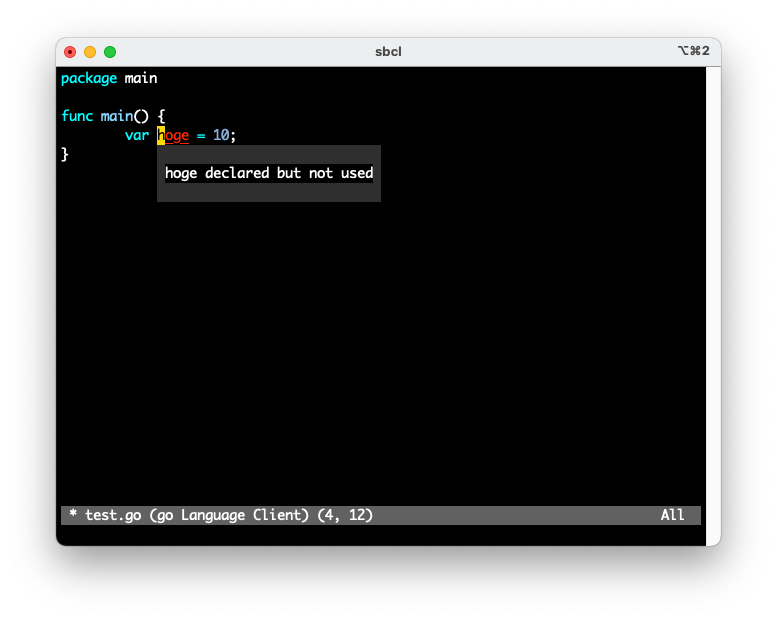 sbcl ⌥⌘2
package main
func main() {
var hoge = 10;
}
hoge declared but not used
* test.go (go Language Client) (4, 12) All